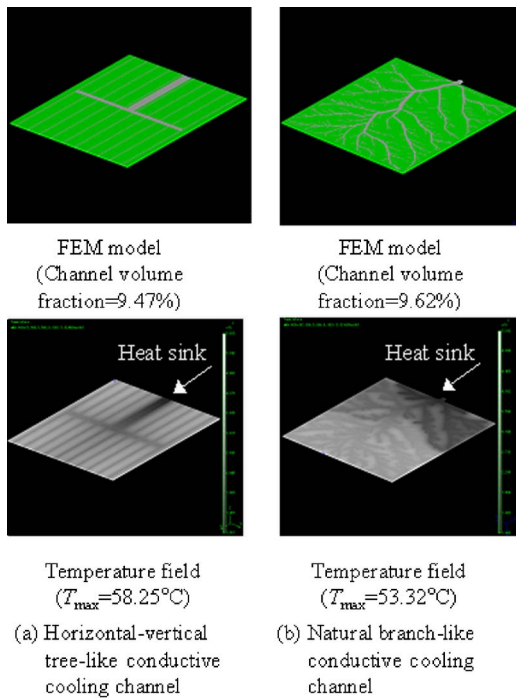 FEM model
(Channel volume
fraction=9.47%)
FEM model
(Channel volume
fraction=9.62%)
Heat sink
Heat sink
Temperature field
(Tmax=58.25°C)
Temperature field
(Tmax=53.32°C)
(a) Horizontal-vertical
tree-like conductive
cooling channel
(b) Natural branch-like
conductive cooling
channel